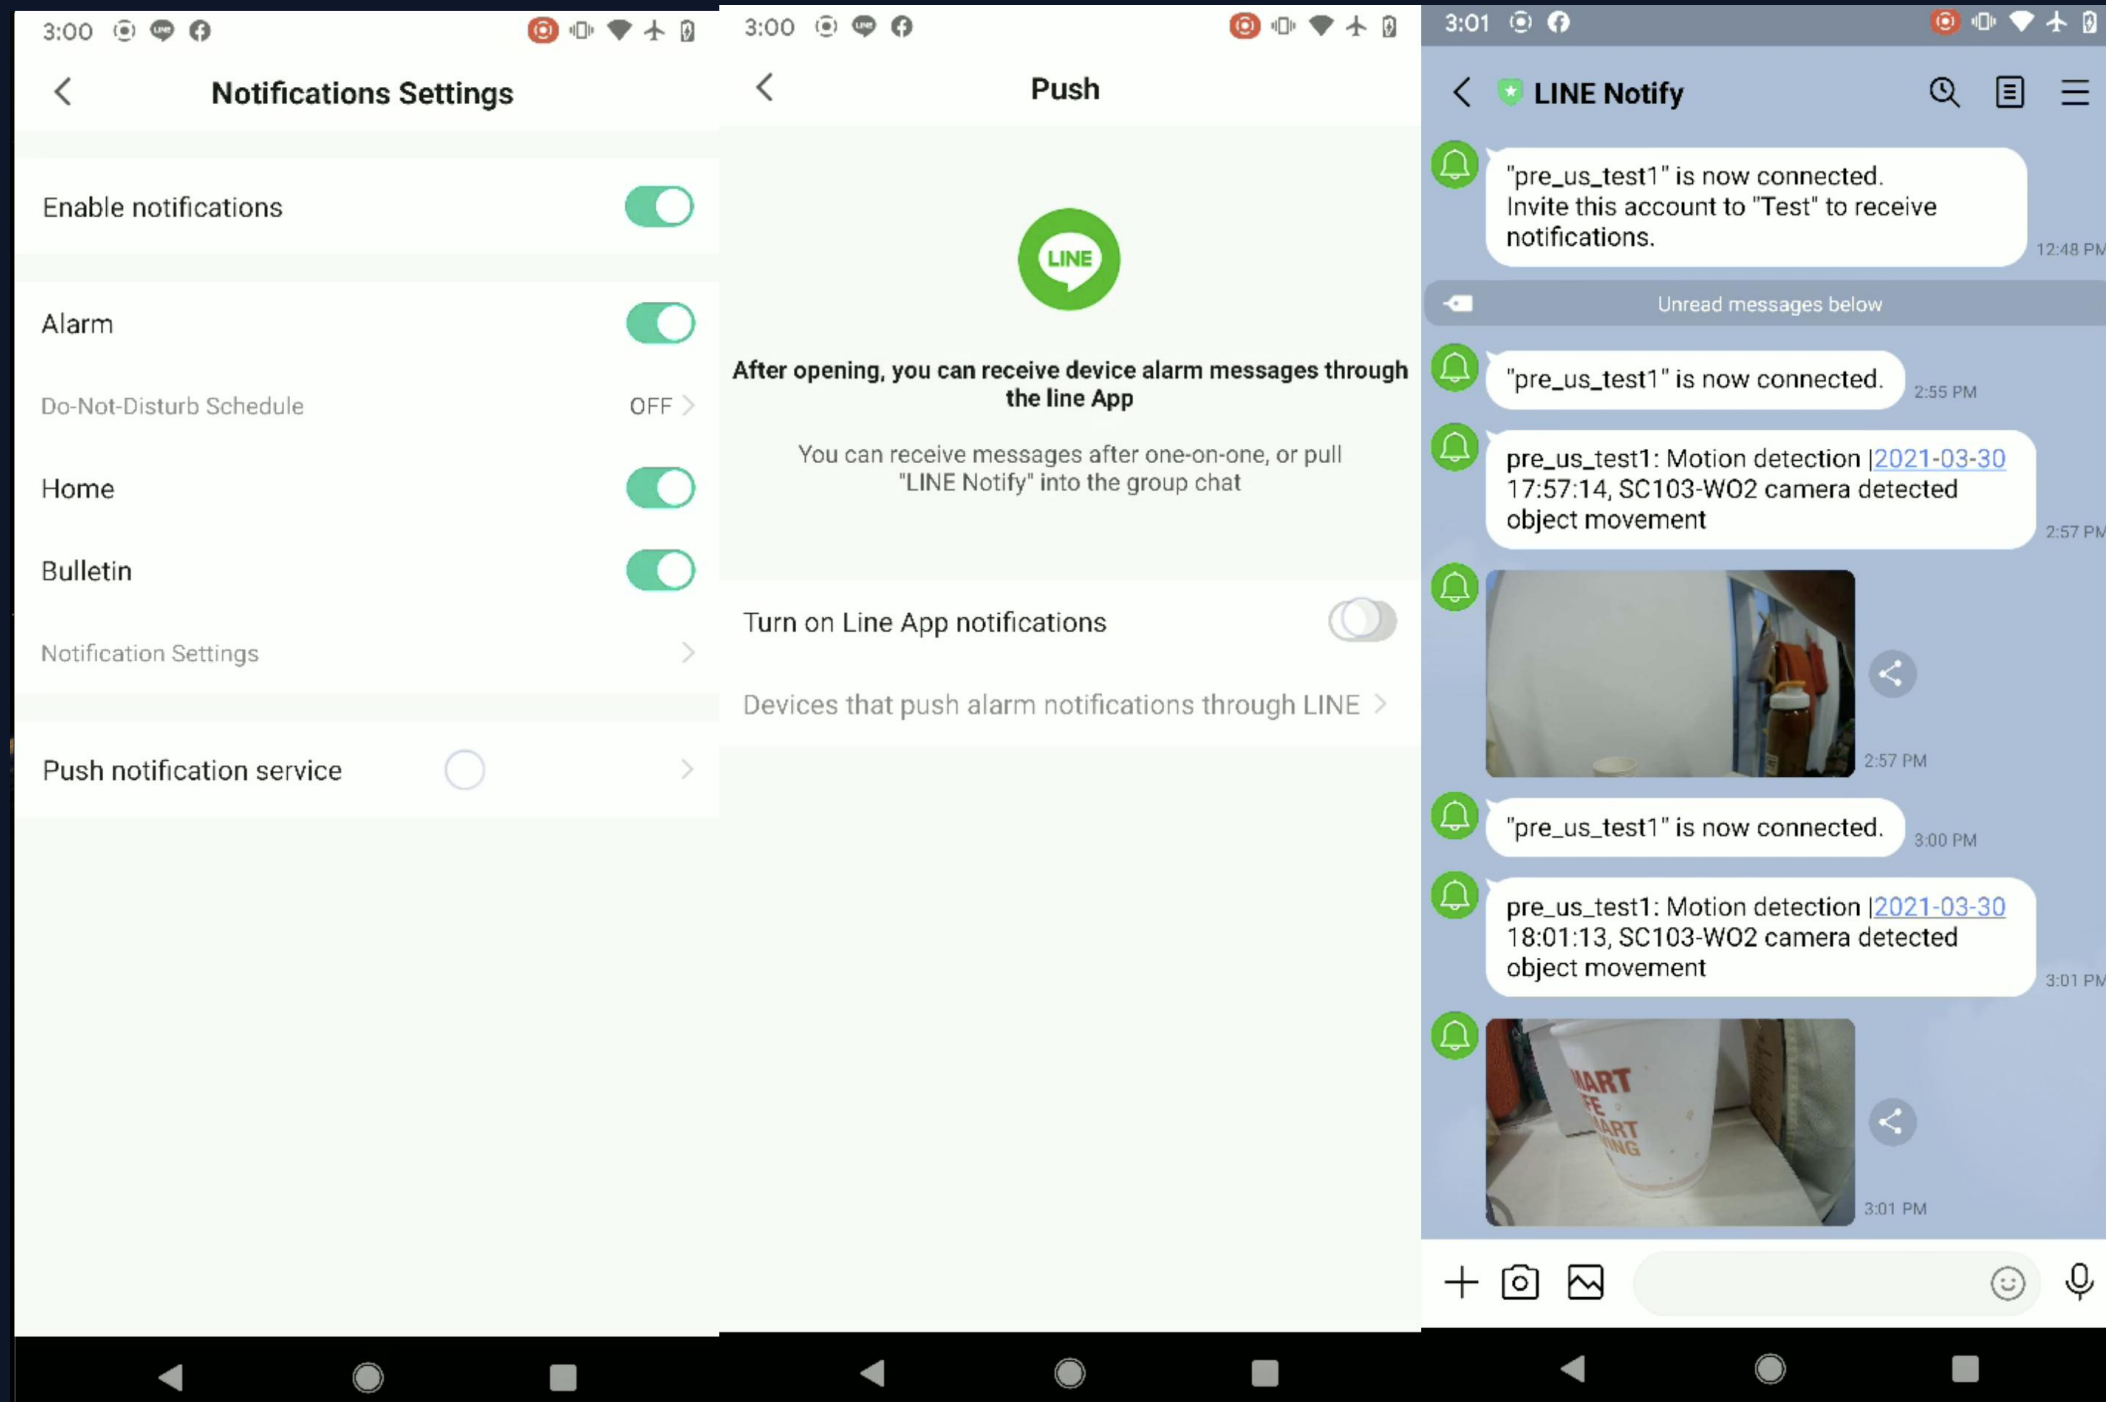 3:00
Notifications Settings
Enable notifications
Alarm
Do-Not-Disturb Schedule OFF
Home
Bulletin
Notification Settings
Push notification service
3:00
Push
LINE
After opening, you can receive device alarm messages through
the line App
You can receive messages after one-on-one, or pull
"LINE Notify" into the group chat
Turn on Line App notifications
Devices that push alarm notifications through LINE
3:01
LINE Notify
"pre_us_test1" is now connected.
Invite this account to "Test" to receive
notifications.
12:48 PM
Unread messages below
"pre_us_test1" is now connected.
2:55 PM
pre_us_test1: Motion detection |2021-03-30
17:57:14, SC103-WO2 camera detected
object movement
2:57 PM
2:57 PM
"pre_us_test1" is now connected.
3:00 PM
pre_us_test1: Motion detection |2021-03-30
18:01:13, SC103-WO2 camera detected
object movement
3:01 PM
3:01 PM